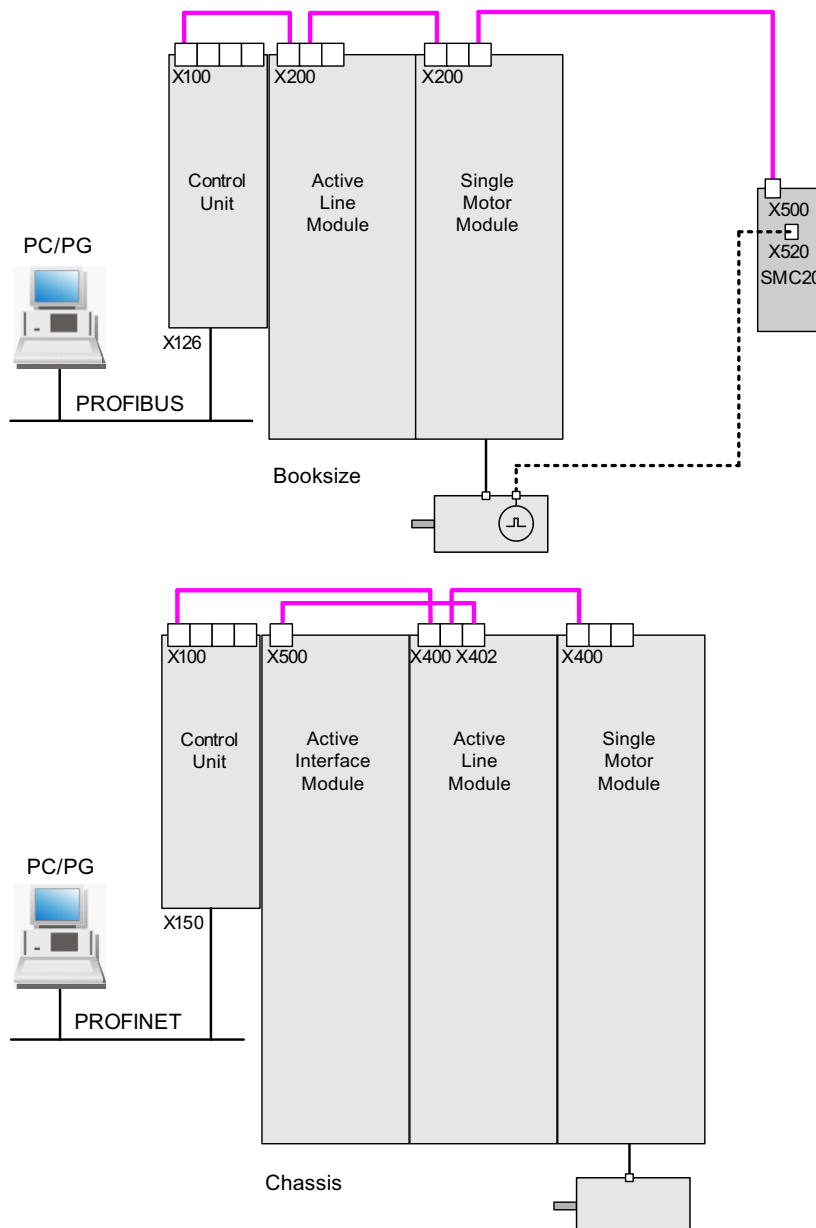 X100
X200
X200
Control
Unit
Active
Line
Module
Single
Motor
Module
X500
X520
SMC20
PC/PG
X126
PROFIBUS
Booksize
X100
X500
X400 X402
X400
Control
Unit
Active
Interface
Module
Active
Line
Module
Single
Motor
Module
PC/PG
X150
PROFINET
Chassis